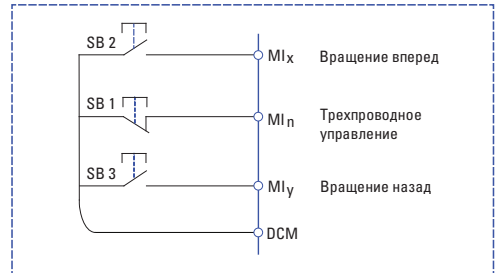 SB 2
MIx
Вращение вперед
SB 1
MIn
Трехпроводное
управление
SB 3
MIy
Вращение назад
DCM